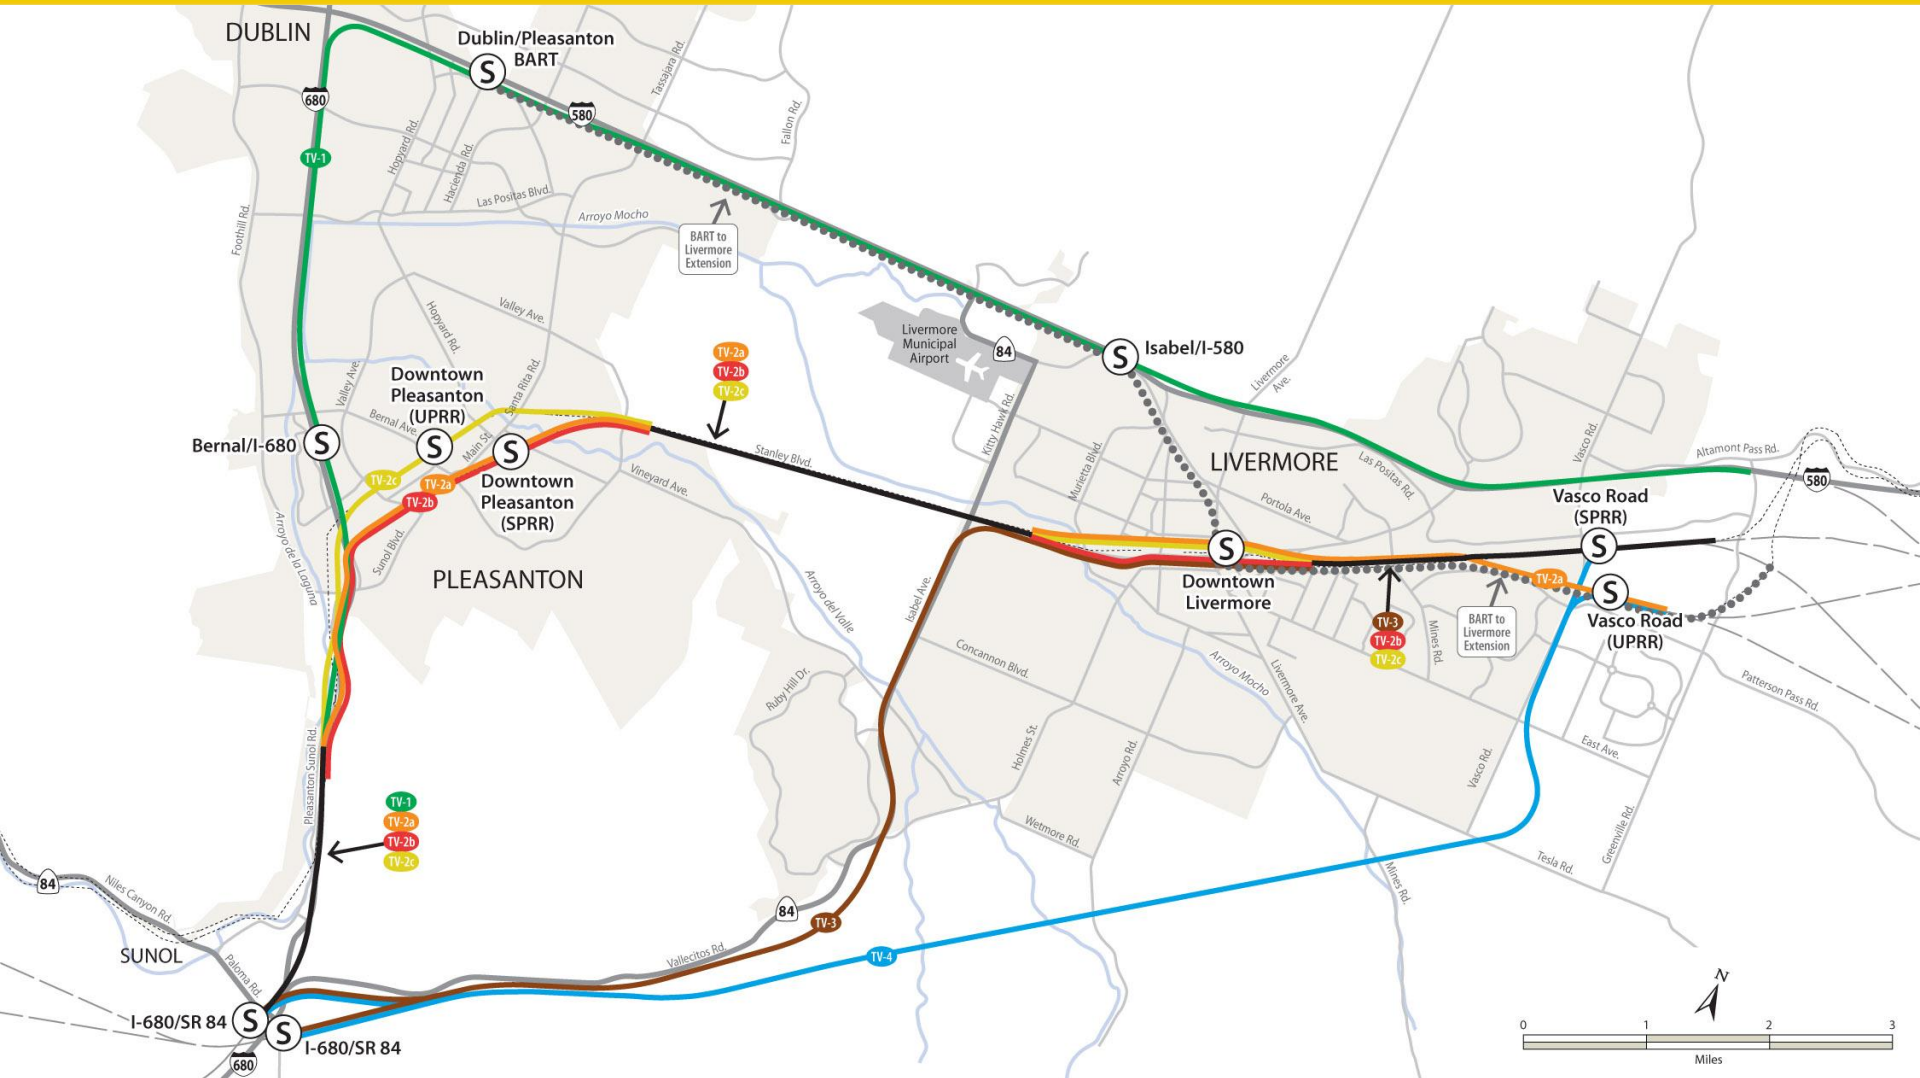 DUBLIN
Dublin/Pleasanton
BART
680
580
TV-1
Tassajara Rd.
Fallon Rd.
Hopyard Rd.
Hacienda Rd.
Las Positas Blvd.
Foothill Rd.
Arroyo Mocho
BART to
Livermore
Extension
Valley Ave.
Hopyard Rd.
Livermore
Municipal
Airport
84
Isabel/I-580
Livermore
Ave.
TV-2a
TV-2b
TV-2c
Downtown
Pleasanton
(UPRR)
Valley Ave.
Santa Rita Rd.
Bernal Ave.
Main St.
Bernal/I-680
S
S
S
S
S
S
S
S
S
S
Kitty Hawk Rd.
Stanley Blvd.
Vineyard Ave.
Murietta Blvd.
LIVERMORE
Las Positas Rd.
Vasco Rd.
Altamont Pass Rd.
580
TV-2c
TV-2a
TV-2b
Downtown
Pleasanton
(SPRR)
Portola Ave.
Vasco Road
(SPRR)
Arroyo de la Laguna
Sunol Blvd.
PLEASANTON
Arroyo del Valle
Isabel Ave.
Downtown
Livermore
TV-2a
BART to
Livermore
Extension
Vasco Road
(UPRR)
TV-3
TV-2b
TV-2c
Mines Rd.
Concannon Blvd.
Arroyo Mocho
Livermore Ave.
Ruby Hill Dr.
Patterson Pass Rd.
Holmes St.
Arroyo Rd.
Vasco Rd.
East Ave.
Pleasanton Sunol Rd.
TV-1
TV-2a
TV-2b
TV-2c
Wetmore Rd.
Greenville Rd.
Tesla Rd.
Mines Rd.
84
Niles Canyon Rd.
84
TV-3
SUNOL
Paloma Rd.
Vallecitos Rd.
TV-4
N
I-680/SR 84
I-680/SR 84
680
0 1 2 3
Miles